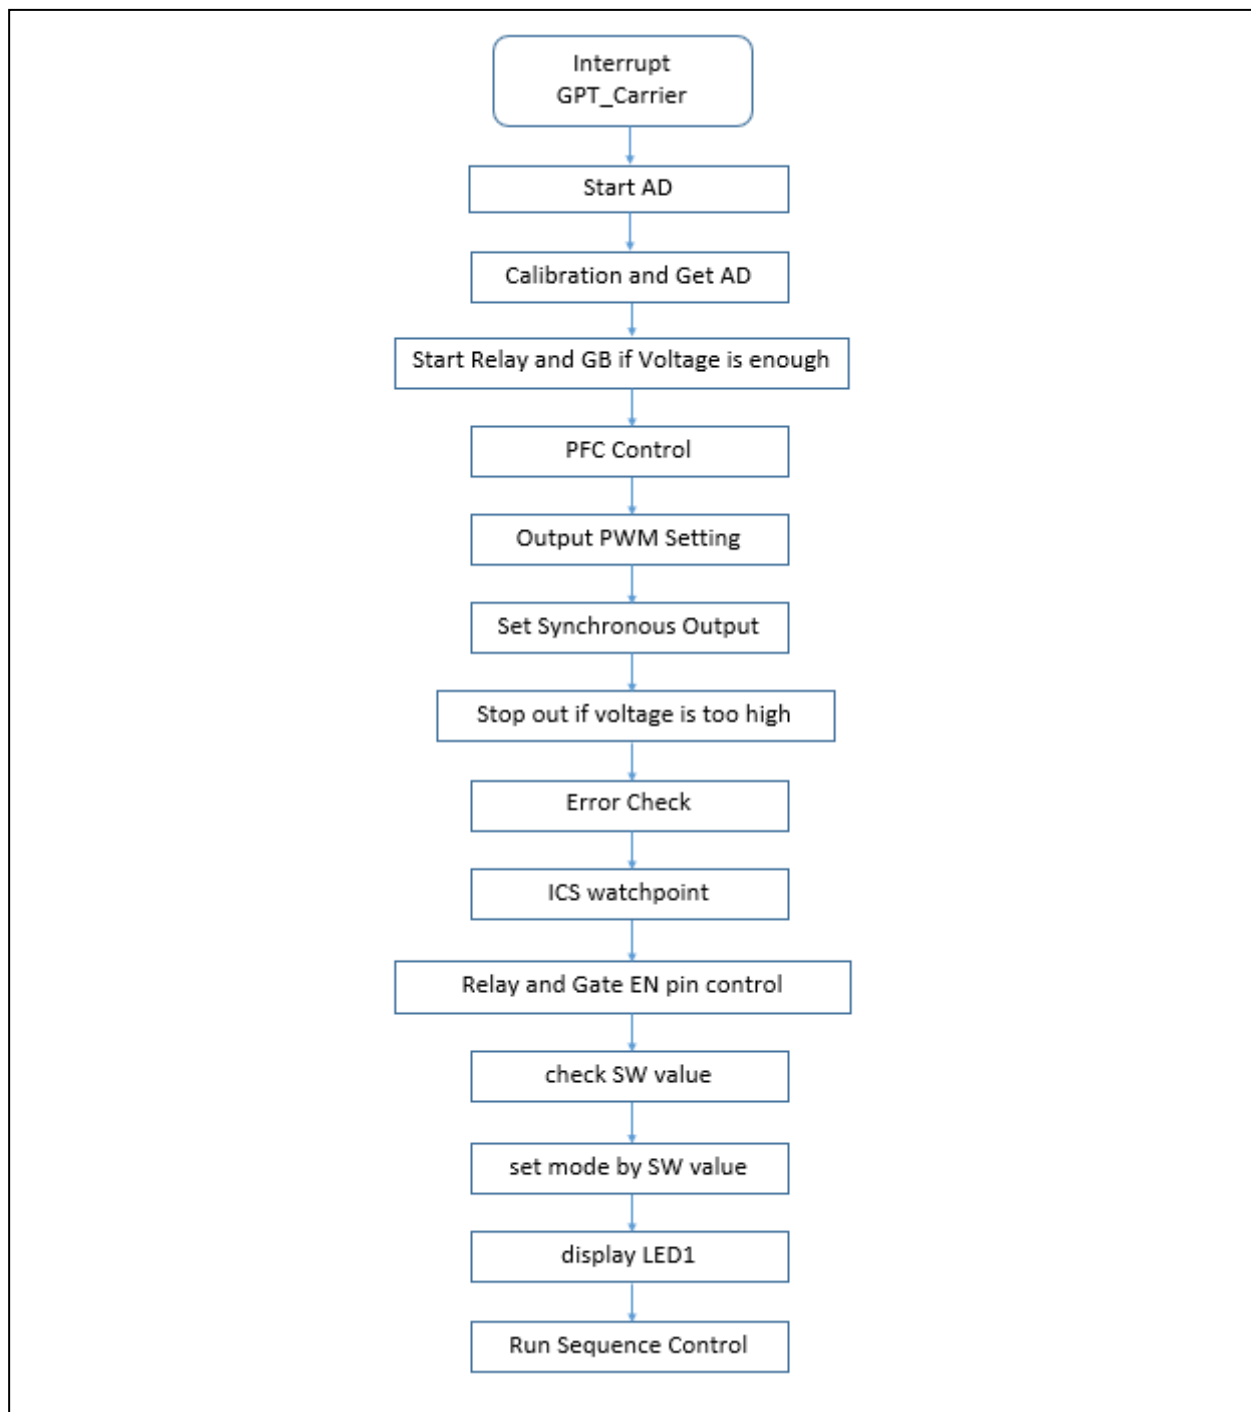 Interrupt
GPT_Carrier
Start AD
Calibration and Get AD
Start Relay and GB if Voltage is enough
PFC Control
Output PWM Setting
Set Synchronous Output
Stop out if voltage is too high
Error Check
ICS watchpoint
Relay and Gate EN pin control
check SW value
set mode by SW value
display LED1
Run Sequence Control